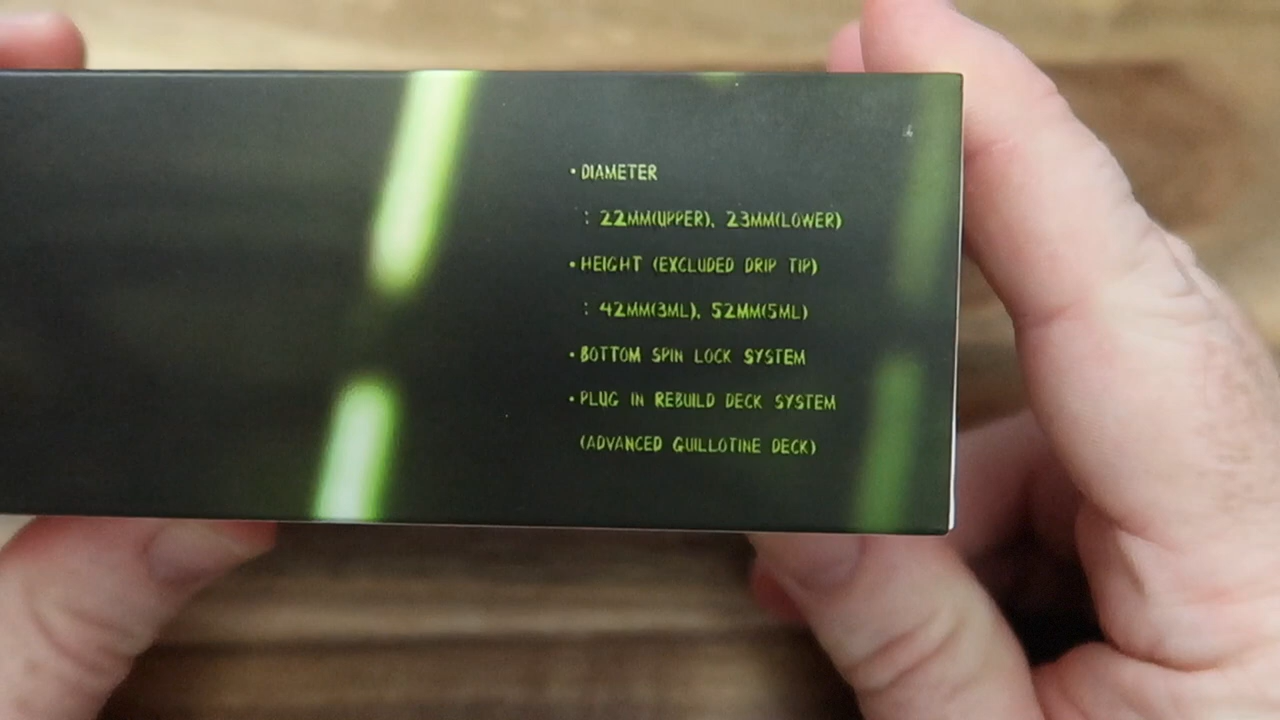 • DIAMETER
: 22MM(UPPER), 23MM(LOWER)
• HEIGHT (EXCLUDED DRIP TIP)
: 42MM(3ML), 52MM(5ML)
• BOTTOM SPIN LOCK SYSTEM
• PLUG IN REBUILD DECK SYSTEM
(ADVANCED GUILLOTINE DECK)